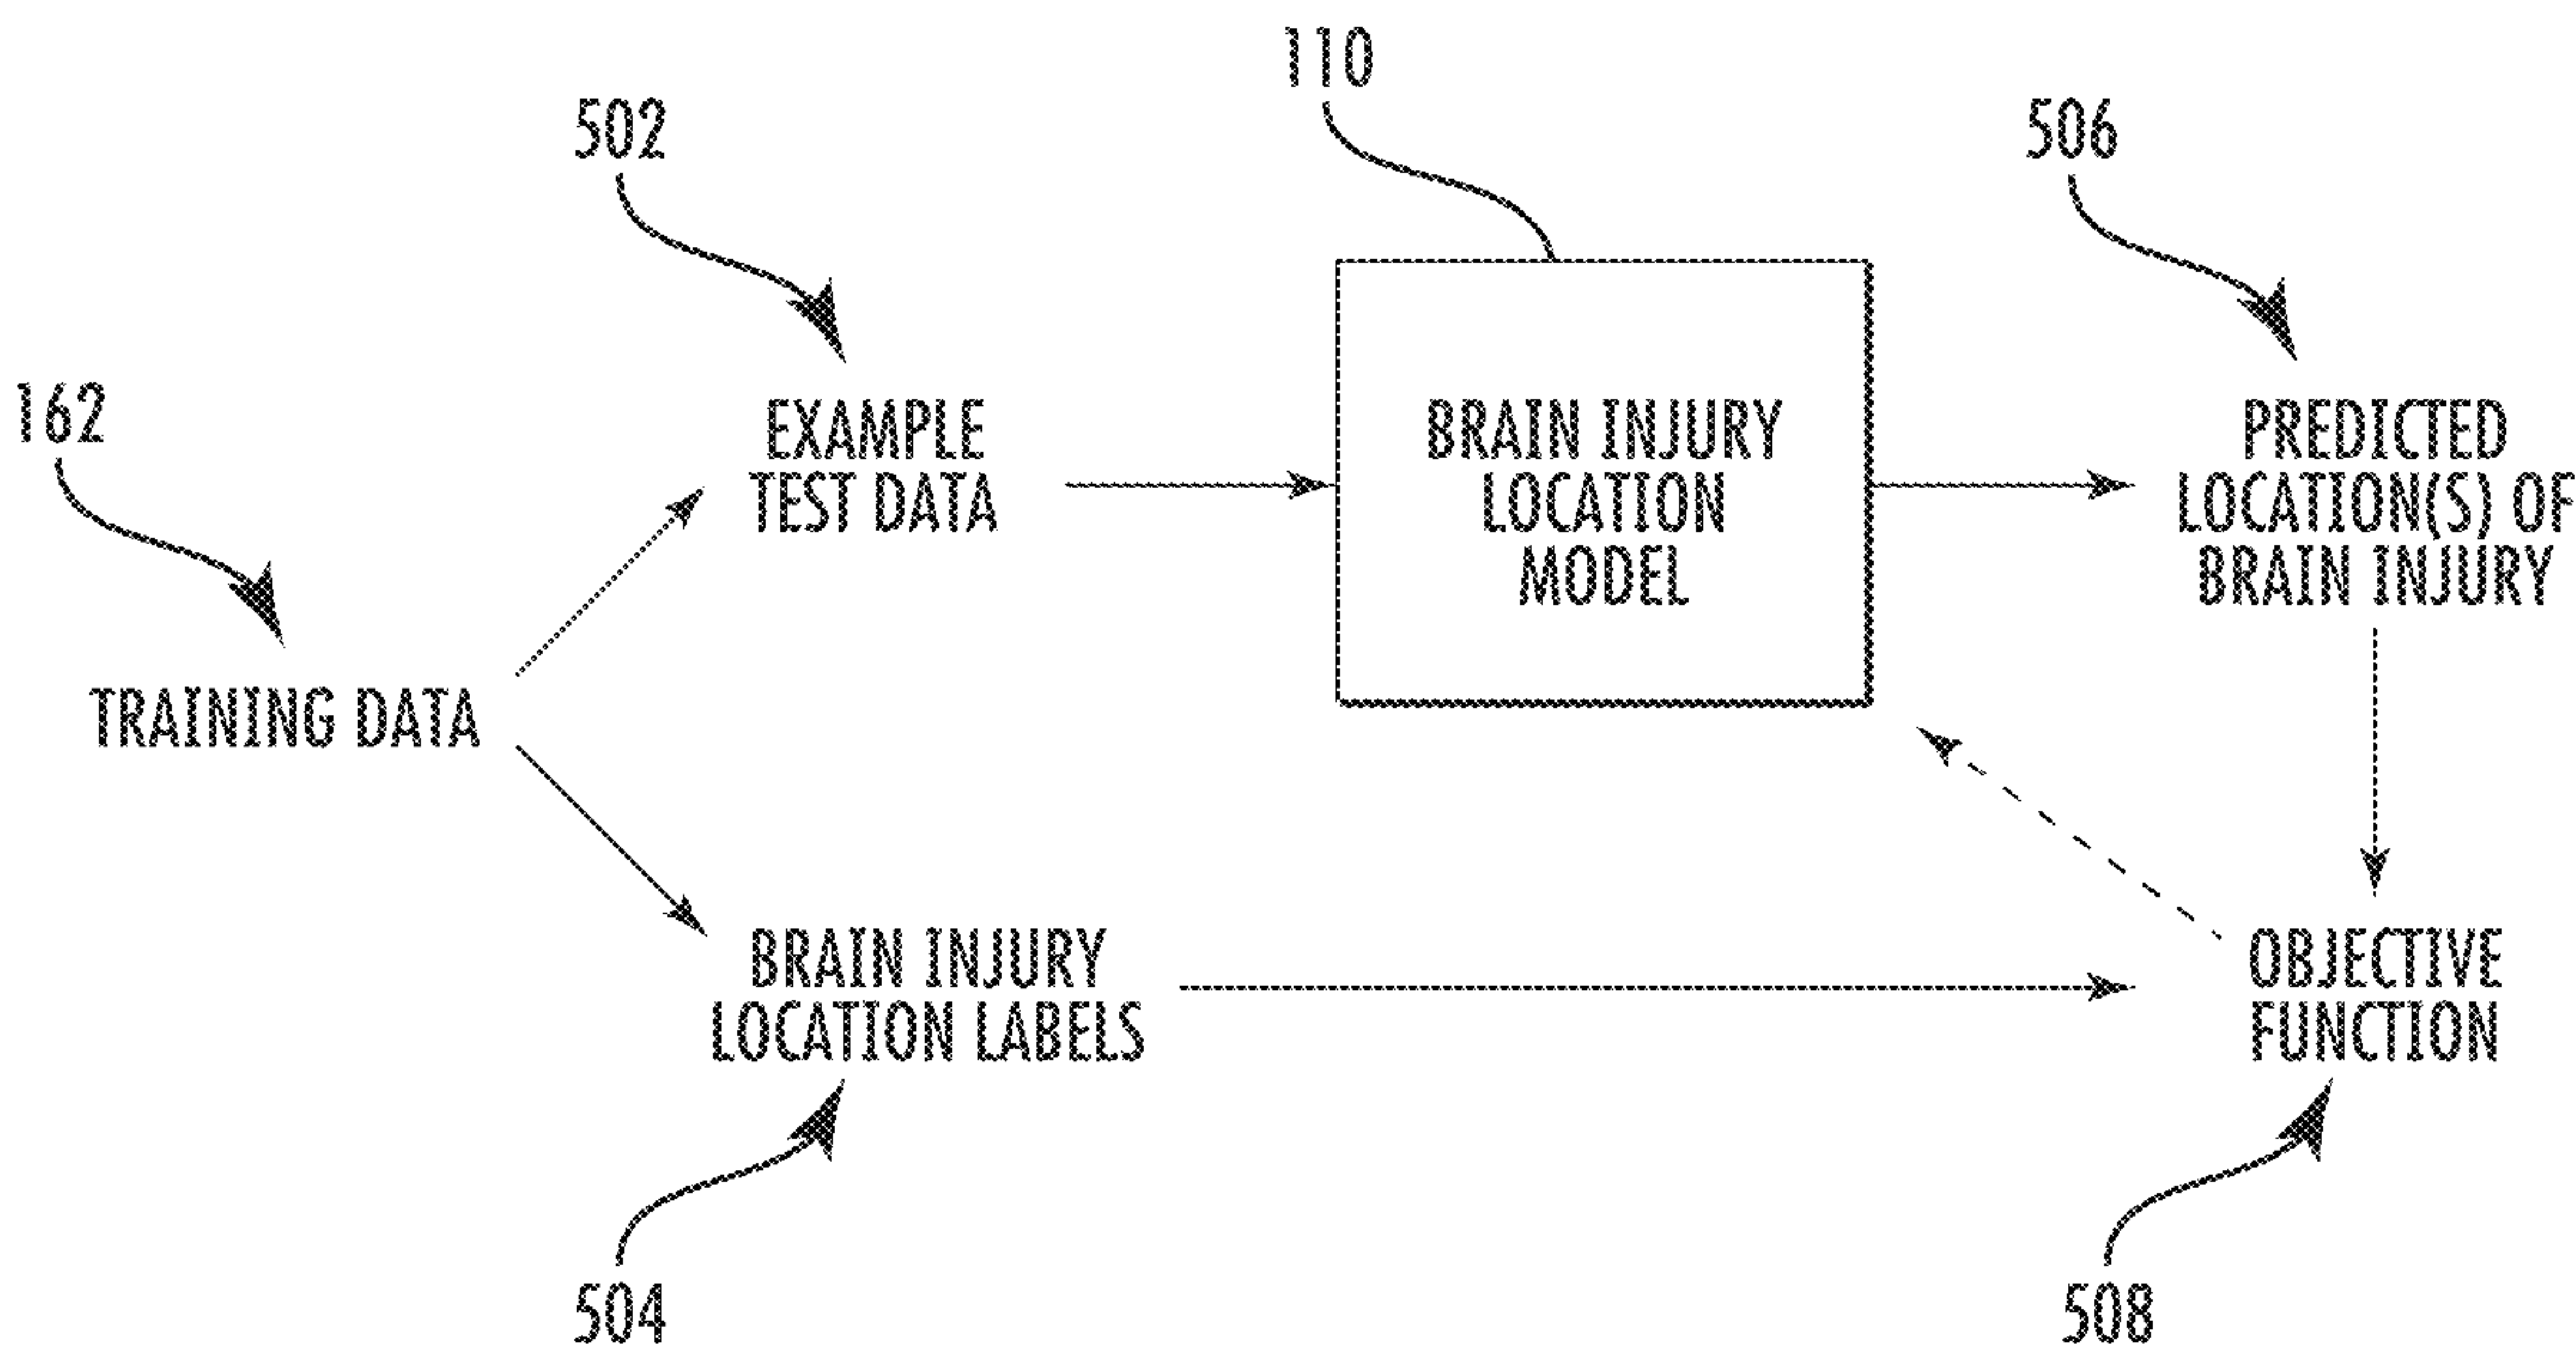 110
502
506
162
EXAMPLE
TEST DATA
BRAIN INJURY
LOCATION
MODEL
PREDICTED
LOCATION(S) OF
BRAIN INJURY
TRAINING DATA
BRAIN INJURY
LOCATION LABELS
OBJECTIVE
FUNCTION
504
508